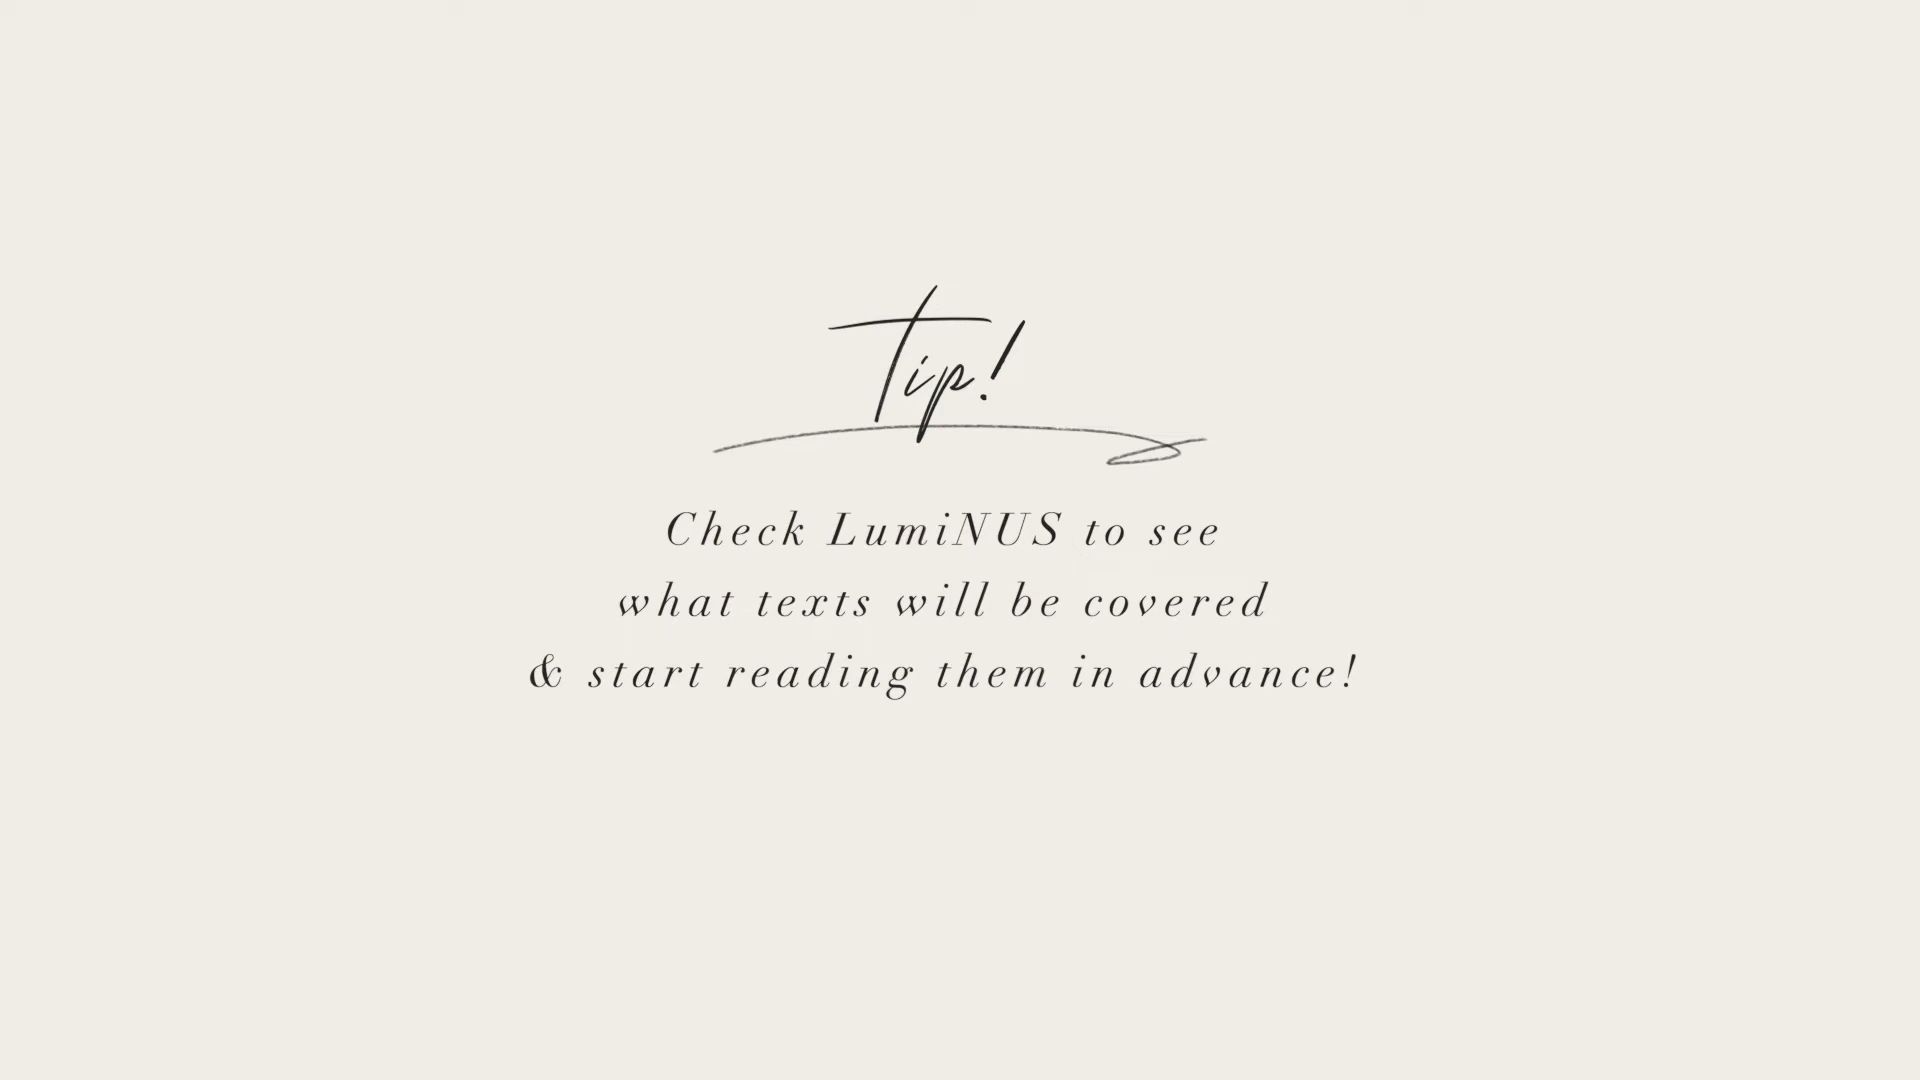 Tip!
Check LumiNUS to see
what texts will be covered
& start reading them in advance!